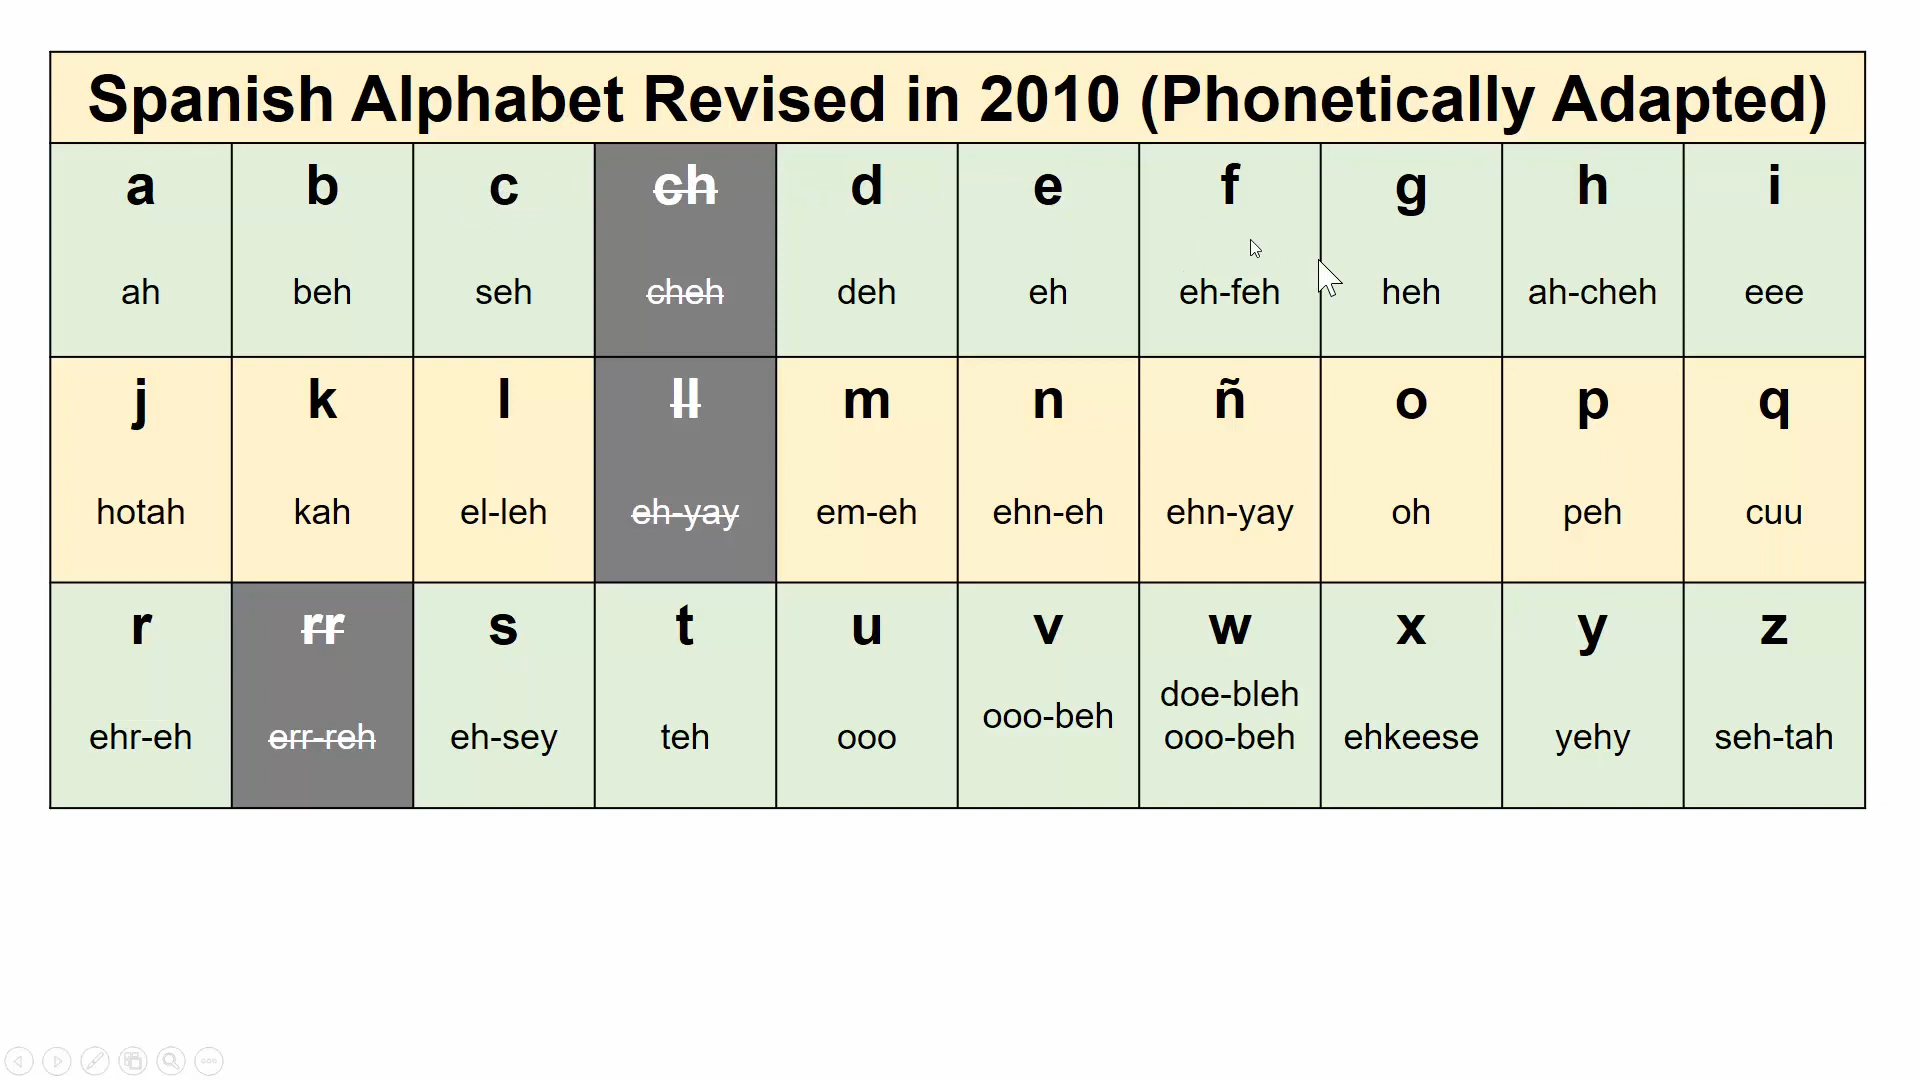 Spanish Alphabet Revised in 2010 (Phonetically Adapted)
a b c ch d e f g h i
ah beh seh cheh deh eh eh-feh heh ah-cheh eee
j k l ll m n ñ o p q
hotah kah el-leh eh-yay em-eh ehn-eh ehn-yay oh peh cuu
r rr s t u v w x y z
ehr-eh err-reh eh-sey teh ooo ooo-beh doe-bleh ooo-beh ehkeese yehy seh-tah